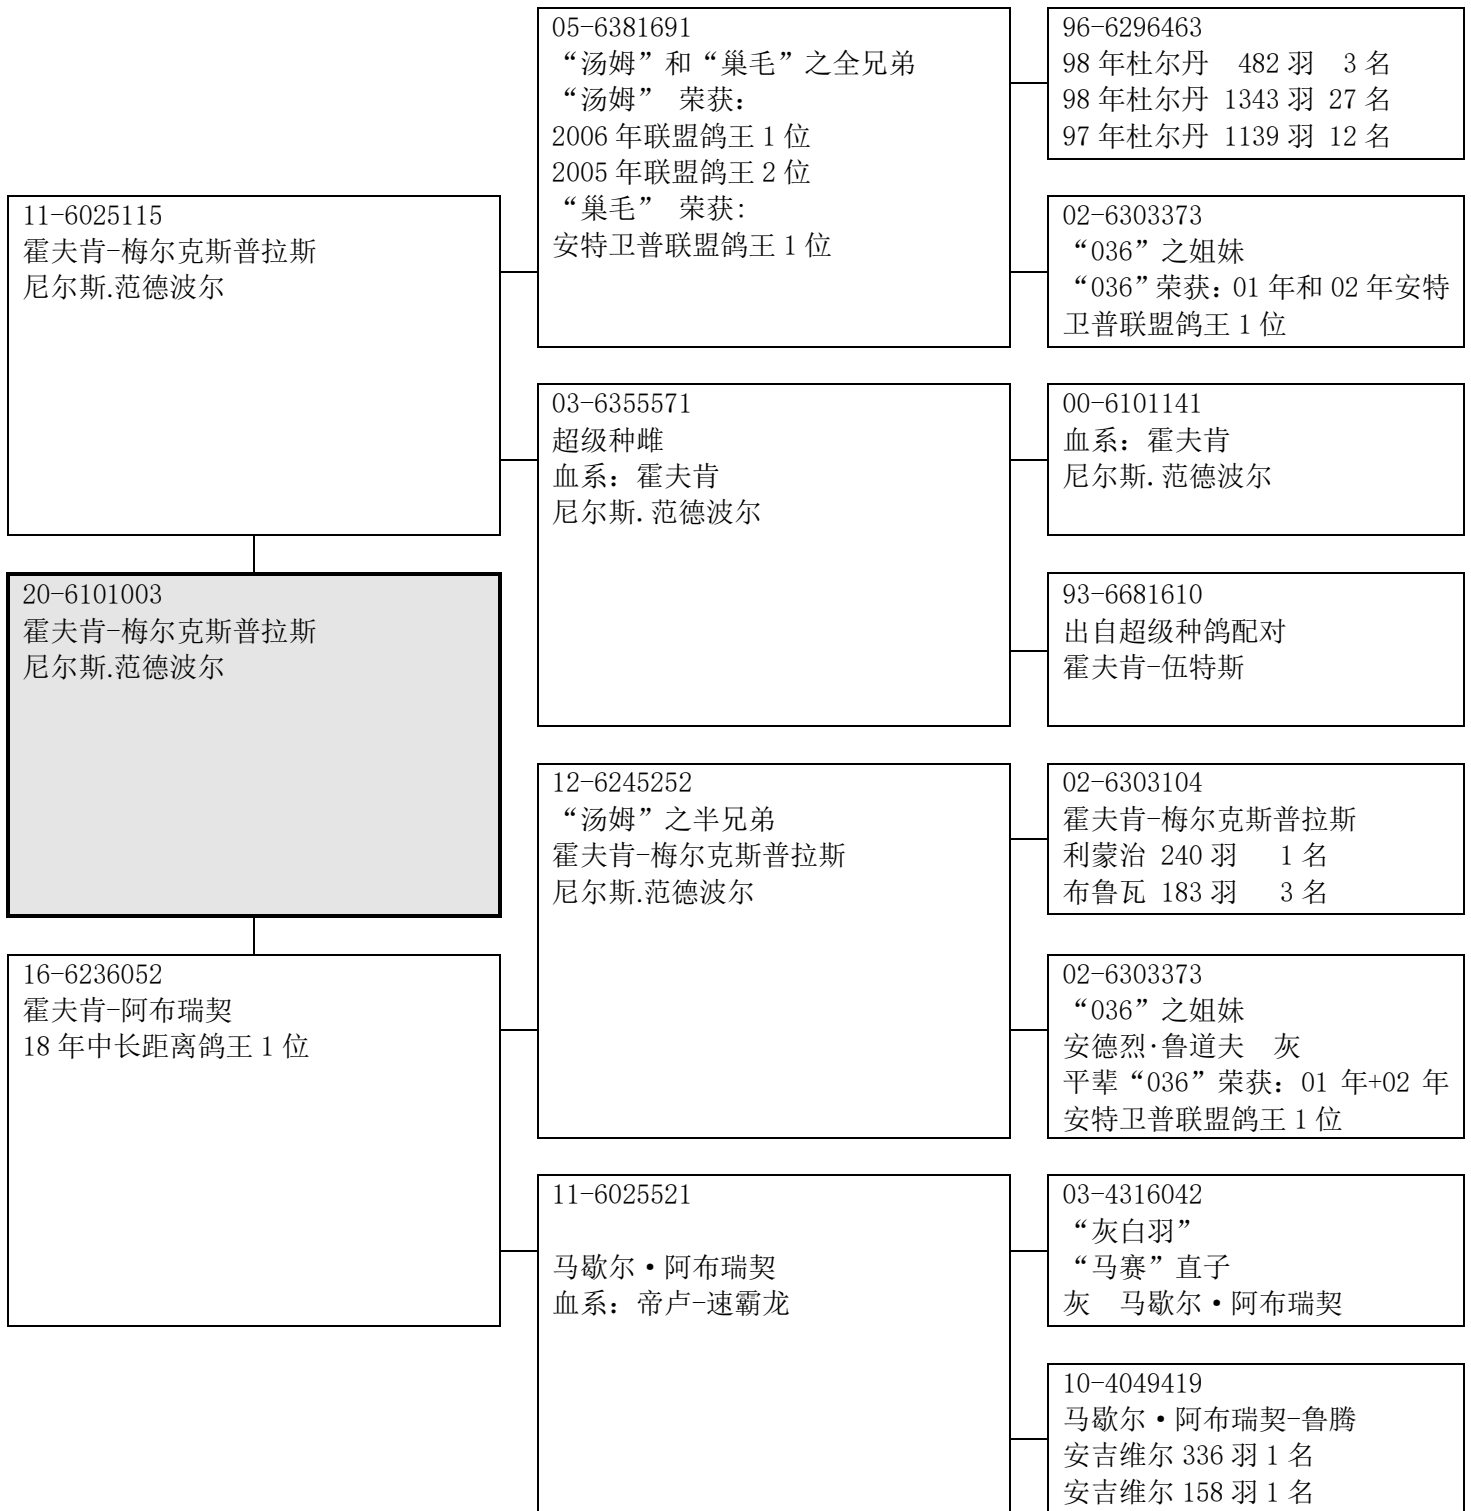 11-6025115
霍夫肯-梅尔克斯普拉斯
尼尔斯.范德波尔
20-6101003
霍夫肯-梅尔克斯普拉斯
尼尔斯.范德波尔
16-6236052
霍夫肯-阿布瑞契
18 年中长距离鸽王 1 位
05-6381691
“汤姆”和“巢毛”之全兄弟
“汤姆” 荣获:
2006 年联盟鸽王 1 位
2005 年联盟鸽王 2 位
“巢毛” 荣获:
安特卫普联盟鸽王 1 位
03-6355571
超级种雌
血系：霍夫肯
尼尔斯.范德波尔
12-6245252
“汤姆”之半兄弟
霍夫肯-梅尔克斯普拉斯
尼尔斯.范德波尔
11-6025521
马歇尔·阿布瑞契
血系：帝卢-速霸龙
96-6296463
98 年杜尔丹 482 羽 3 名
98 年杜尔丹 1343 羽 27 名
97 年杜尔丹 1139 羽 12 名
02-6303373
“036”之姐妹
“036”荣获：01 年和 02 年安特
卫普联盟鸽王 1 位
00-6101141
血系：霍夫肯
尼尔斯.范德波尔
93-6681610
出自超级种鸽配对
霍夫肯-伍特斯
02-6303104
霍夫肯-梅尔克斯普拉斯
利蒙治 240 羽 1 名
布鲁瓦 183 羽 3 名
02-6303373
“036”之姐妹
安德烈·鲁道夫 灰
平辈“036”荣获：01 年+02 年
安特卫普联盟鸽王 1 位
03-4316042
“灰白羽”
“马赛”直子
灰 马歇尔·阿布瑞契
10-4049419
马歇尔·阿布瑞契-鲁腾
安吉维尔 336 羽 1 名
安吉维尔 158 羽 1 名